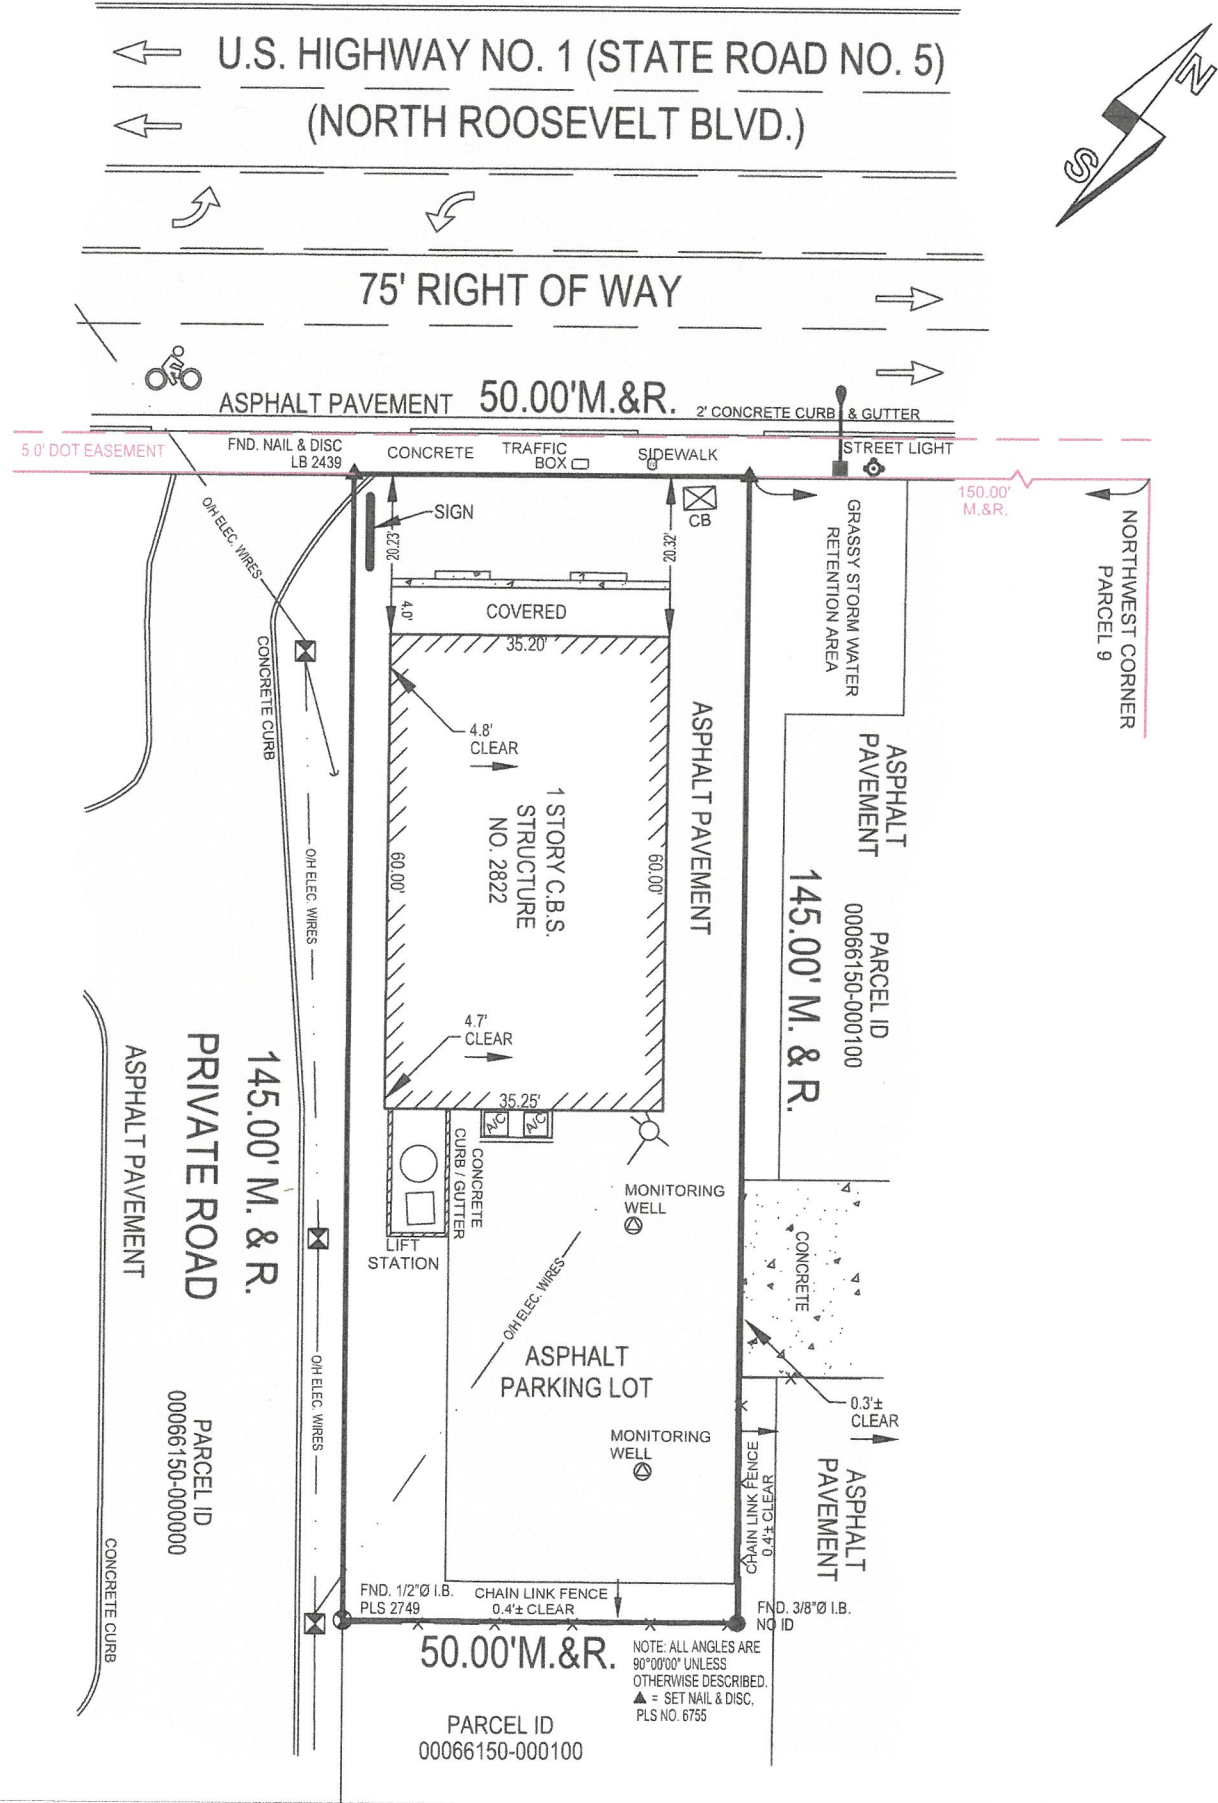 U.S. HIGHWAY NO. 1 (STATE ROAD NO. 5)
(NORTH ROOSEVELT BLVD.)
N
S
75' RIGHT OF WAY
ASPHALT PAVEMENT
50.00'M.&R.
2' CONCRETE CURB & GUTTER
5.0' DOT EASEMENT
FND. NAIL & DISC
LB 2439
CONCRETE
TRAFFIC
BOX
SIDEWALK
STREET LIGHT
150.00'
M.&R.
NORTHWEST CORNER
PARCEL 9
O/H ELEC. WIRES
SIGN
20.23'
20.32'
CB
GRASSY STORM WATER
RETENTION AREA
4.0'
COVERED
35.20'
CONCRETE CURB
4.8'
CLEAR
ASPHALT PAVEMENT
ASPHALT
PAVEMENT
1 STORY C.B.S.
STRUCTURE
NO. 2822
60.00'
60.00'
O/H ELEC. WIRES
145.00' M. & R.
PARCEL ID
00066150-000100
4.7'
CLEAR
35.25'
A/C
A/C
145.00' M. & R.
PRIVATE ROAD
ASPHALT PAVEMENT
CONCRETE
CURB / GUTTER
LIFT
STATION
MONITORING
WELL
CONCRETE
O/H ELEC. WIRES
ASPHALT
PARKING LOT
O/H ELEC. WIRES
0.3'±
CLEAR
MONITORING
WELL
CHAIN LINK FENCE
0.4'± CLEAR
ASPHALT
PAVEMENT
PARCEL ID
00066150-000000
CONCRETE CURB
FND. 1/2"Ø I.B.
PLS 2749
CHAIN LINK FENCE
0.4'± CLEAR
FND. 3/8"Ø I.B.
NO ID
50.00'M.&R.
NOTE: ALL ANGLES ARE
90°00'00" UNLESS
OTHERWISE DESCRIBED.
▲ = SET NAIL & DISC,
PLS NO. 6755
PARCEL ID
00066150-000100